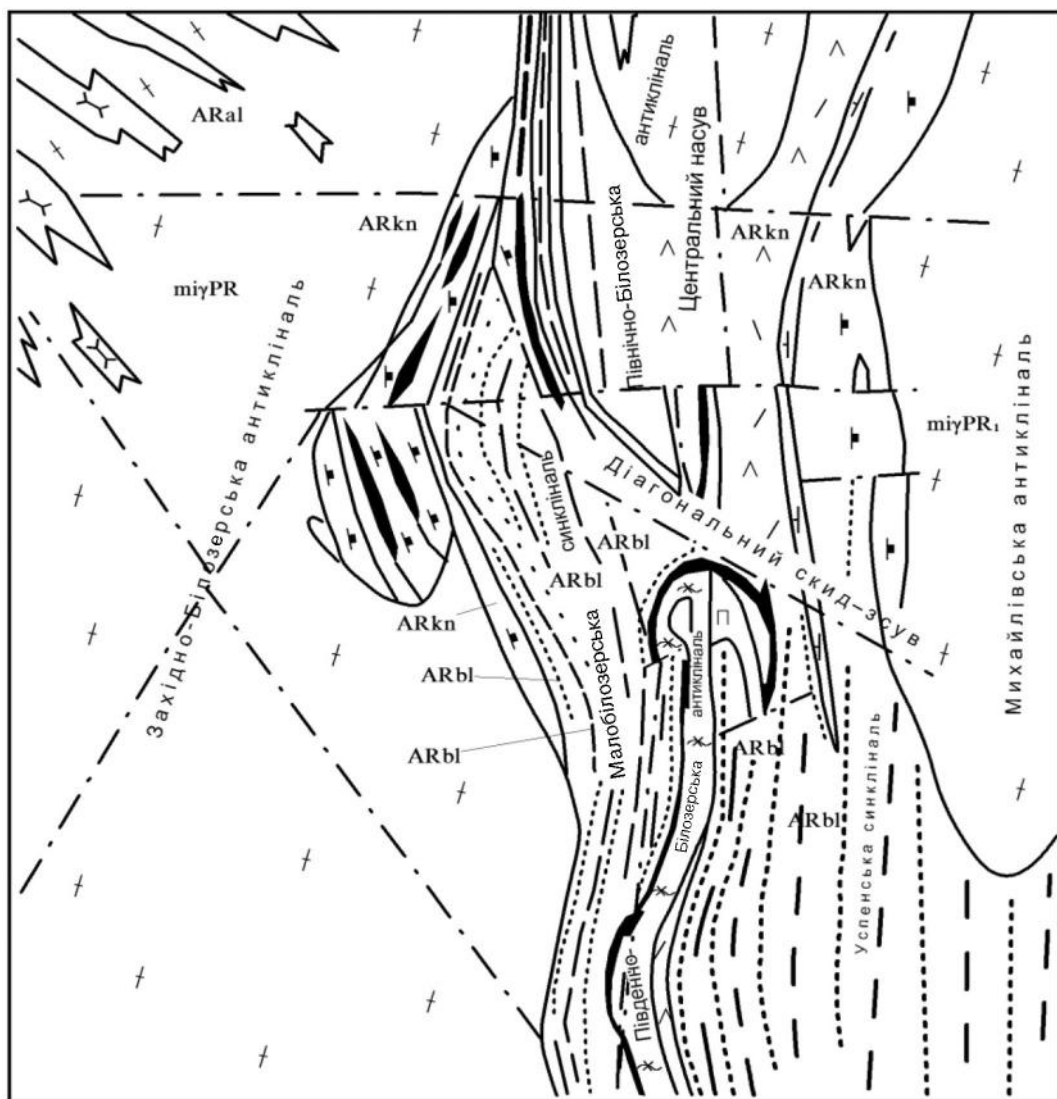 антикліналь
ARal
Центральний насув
ARkn
ARkn
Північно-Білозерська
ARkn
miγPR
Західно-Білозерська антикліналь
Михайлівська антикліналь
miγPR₁
Діагональний скид-зсув
синкліналь
ARbl
ARbl
П
ARkn
антикліналь
ARbl
Малобілозерська
ARbl
ARbl
Білозерська
ARbl
Успенська синкліналь
Південно-